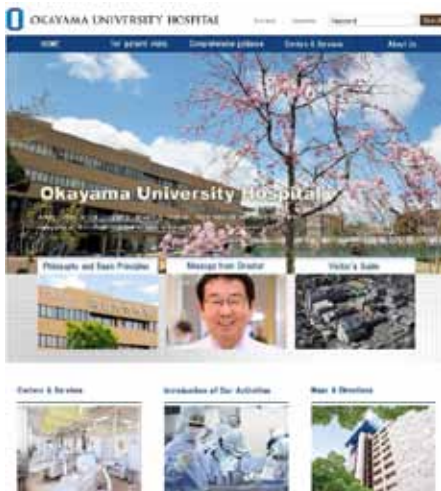 OKAYAMA UNIVERSITY HOSPITAL
Keyword
HOME
For patient visits
Comprehensive guidance
Centers & Services
About Us
Okayama University Hospital
Philosophy and Basic Principles
Message from Director
Visitor's Guide
Centers & Services
Introduction of Our Activities
Maps & Directions